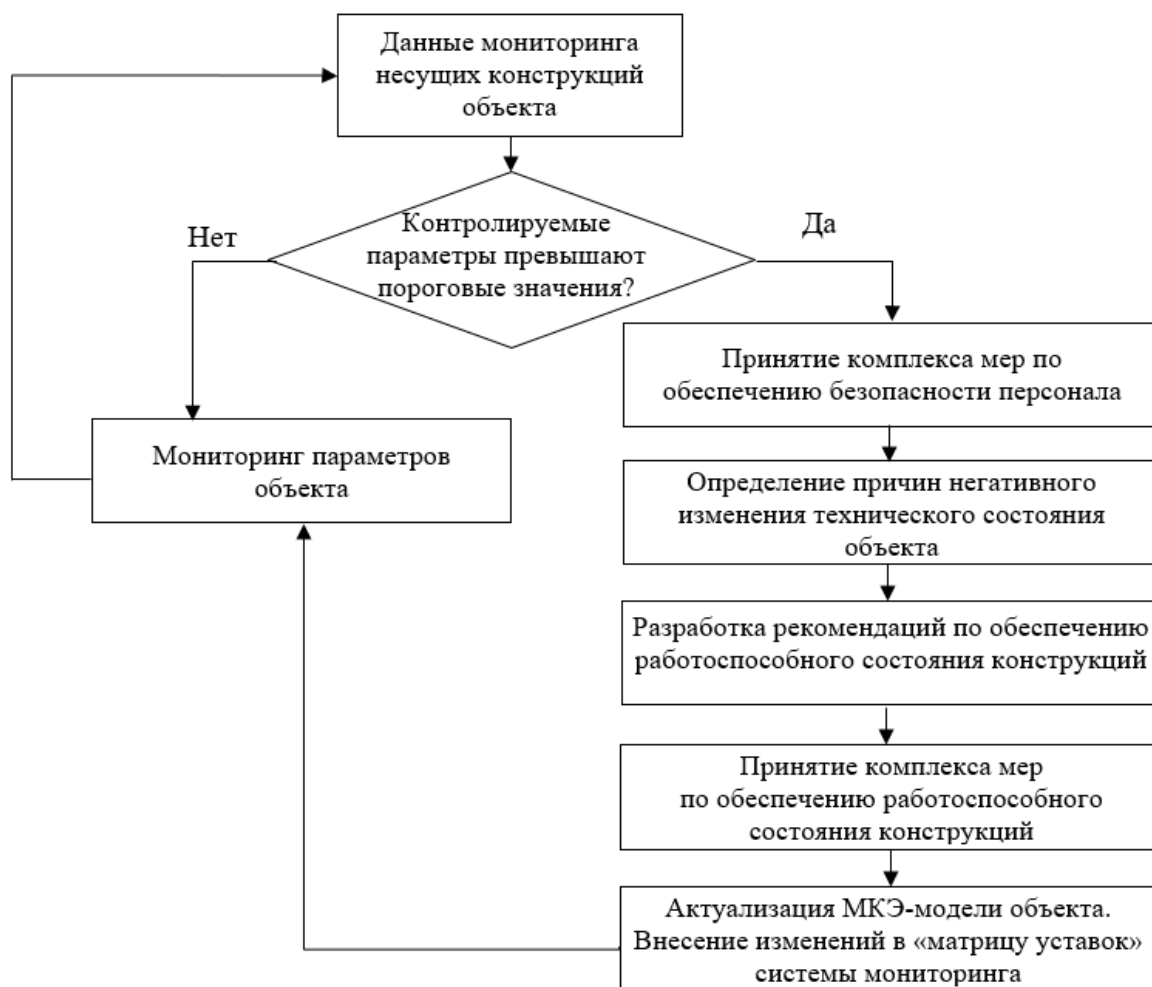 Данные мониторинга
несущих конструкций
объекта
Контролируемые
параметры превышают
пороговые значения?
Нет
Да
Принятие комплекса мер по
обеспечению безопасности персонала
Мониторинг параметров
объекта
Определение причин негативного
изменения технического состояния
объекта
Разработка рекомендаций по обеспечению
работоспособного состояния конструкций
Принятие комплекса мер
по обеспечению работоспособного
состояния конструкций
Актуализация МКЭ-модели объекта.
Внесение изменений в «матрицу уставок»
системы мониторинга